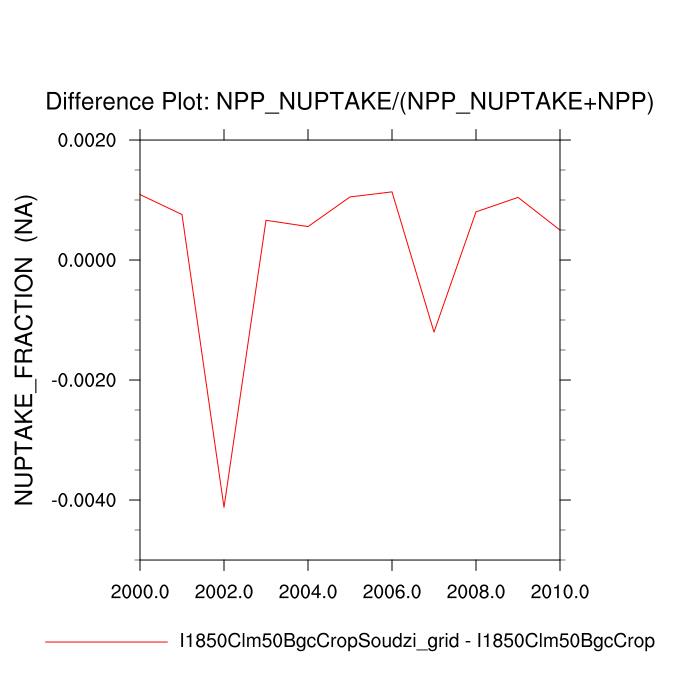 Difference Plot: NPP_NUPTAKE/(NPP_NUPTAKE+NPP)
0.0020
0.0000
-0.0020
-0.0040
NUPTAKE_FRACTION (NA)
2000.0 2002.0 2004.0 2006.0 2008.0 2010.0
I1850Clm50BgcCropSoudzi_grid - I1850Clm50BgcCrop